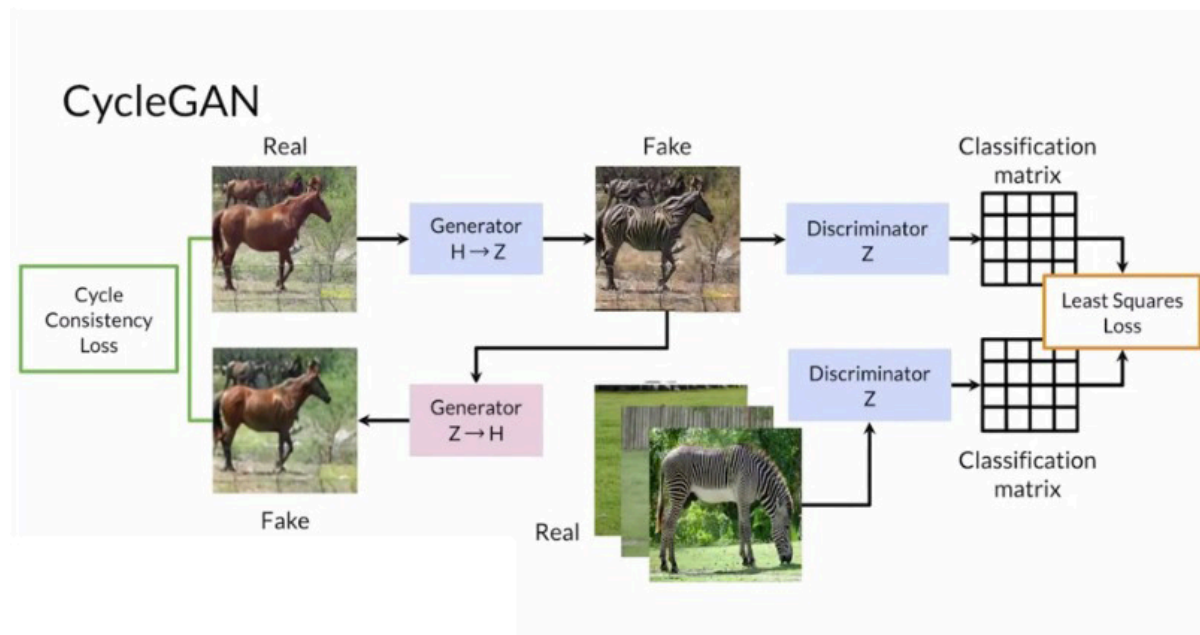 CycleGAN
Real
Fake
Classification
matrix
Generator
H→Z
Discriminator
Z
Cycle
Consistency
Loss
Least Squares
Loss
Generator
Z→H
Discriminator
Z
Classification
matrix
Fake
Real